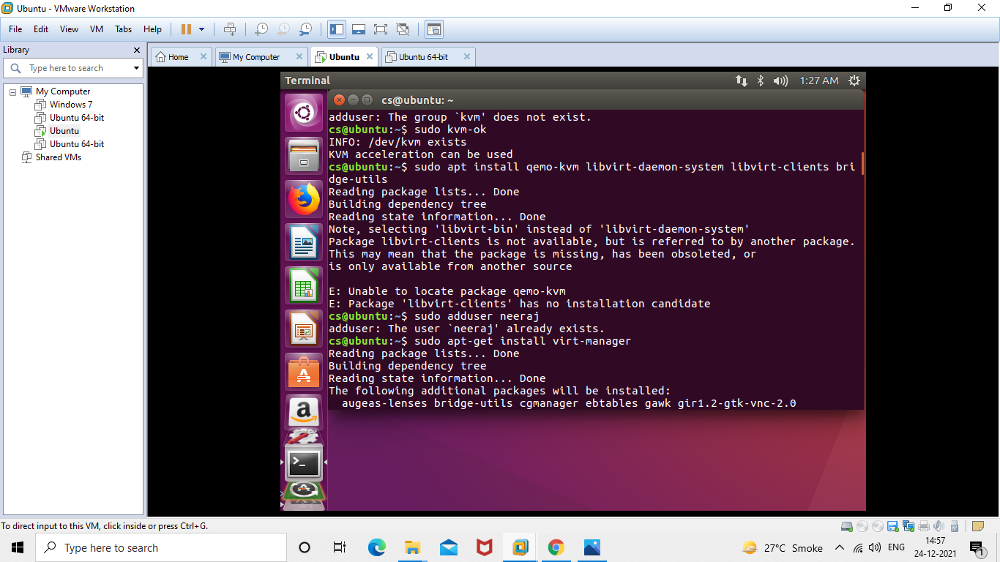 Ubuntu - VMware Workstation
File Edit View VM Tabs Help
Library
Type here to search
My Computer
Windows 7
Ubuntu 64-bit
Ubuntu
Ubuntu 64-bit
Shared VMs
Home My Computer Ubuntu Ubuntu 64-bit
Terminal 1:27 AM
cs@ubuntu: ~
adduser: The group `kvm' does not exist.
cs@ubuntu:~$ sudo kvm-ok
INFO: /dev/kvm exists
KVM acceleration can be used
cs@ubuntu:~$ sudo apt install qemo-kvm libvirt-daemon-system libvirt-clients bri
dge-utils
Reading package lists... Done
Building dependency tree
Reading state information... Done
Note, selecting 'libvirt-bin' instead of 'libvirt-daemon-system'
Package libvirt-clients is not available, but is referred to by another package.
This may mean that the package is missing, has been obsoleted, or
is only available from another source
E: Unable to locate package qemo-kvm
E: Package 'libvirt-clients' has no installation candidate
cs@ubuntu:~$ sudo adduser neeraj
adduser: The user `neeraj' already exists.
cs@ubuntu:~$ sudo apt-get install virt-manager
Reading package lists... Done
Building dependency tree
Reading state information... Done
The following additional packages will be installed:
augeas-lenses bridge-utils cgmanager ebtables gawk gir1.2-gtk-vnc-2.0
To direct input to this VM, click inside or press Ctrl+G.
Type here to search
27°C Smoke
ENG
14:57
24-12-2021
1